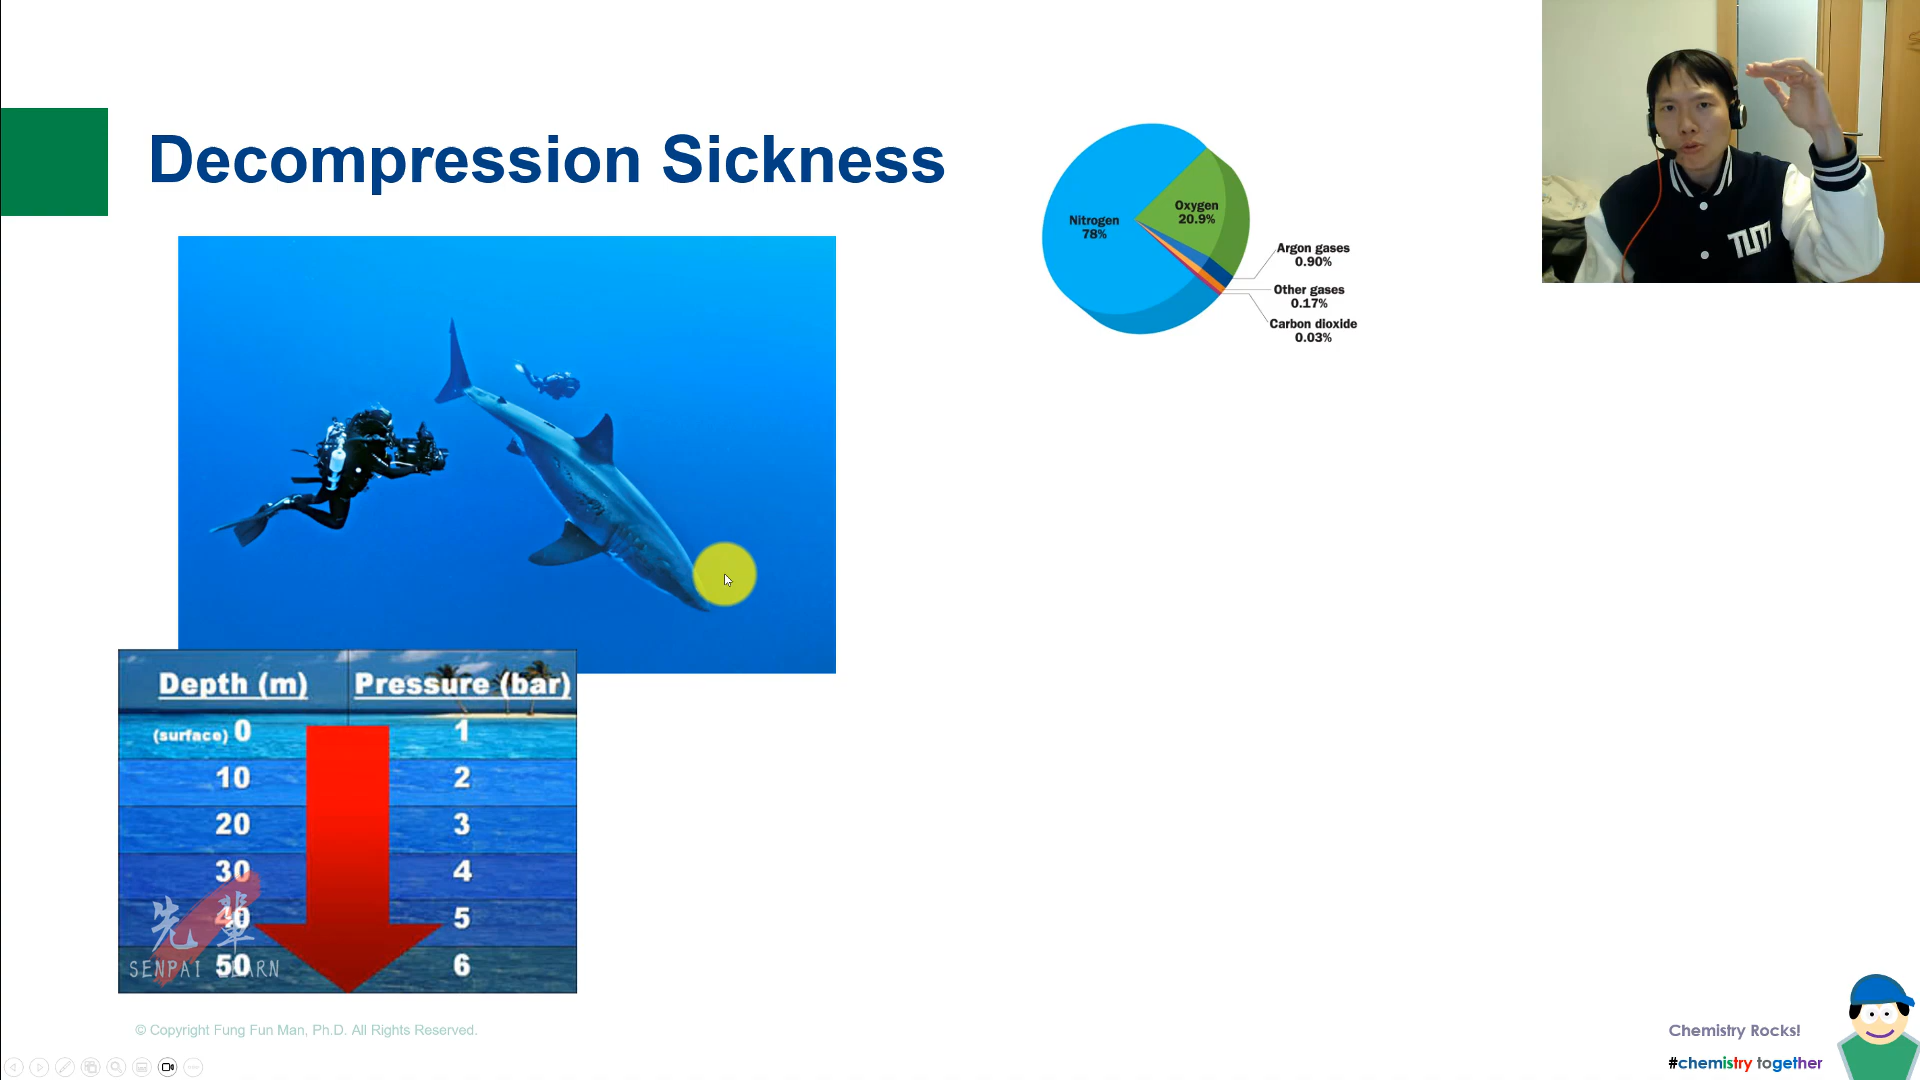 Decompression Sickness
Nitrogen
78%
Oxygen
20.9%
Argon gases
0.90%
Other gases
0.17%
Carbon dioxide
0.03%
TUM
Depth (m) Pressure (bar)
(surface) 0 1
10 2
20 3
30 4
40 5
50 6
先輩
SENPAI LEARN
© Copyright Fung Fun Man, Ph.D. All Rights Reserved.
Chemistry Rocks!
#chemistry together